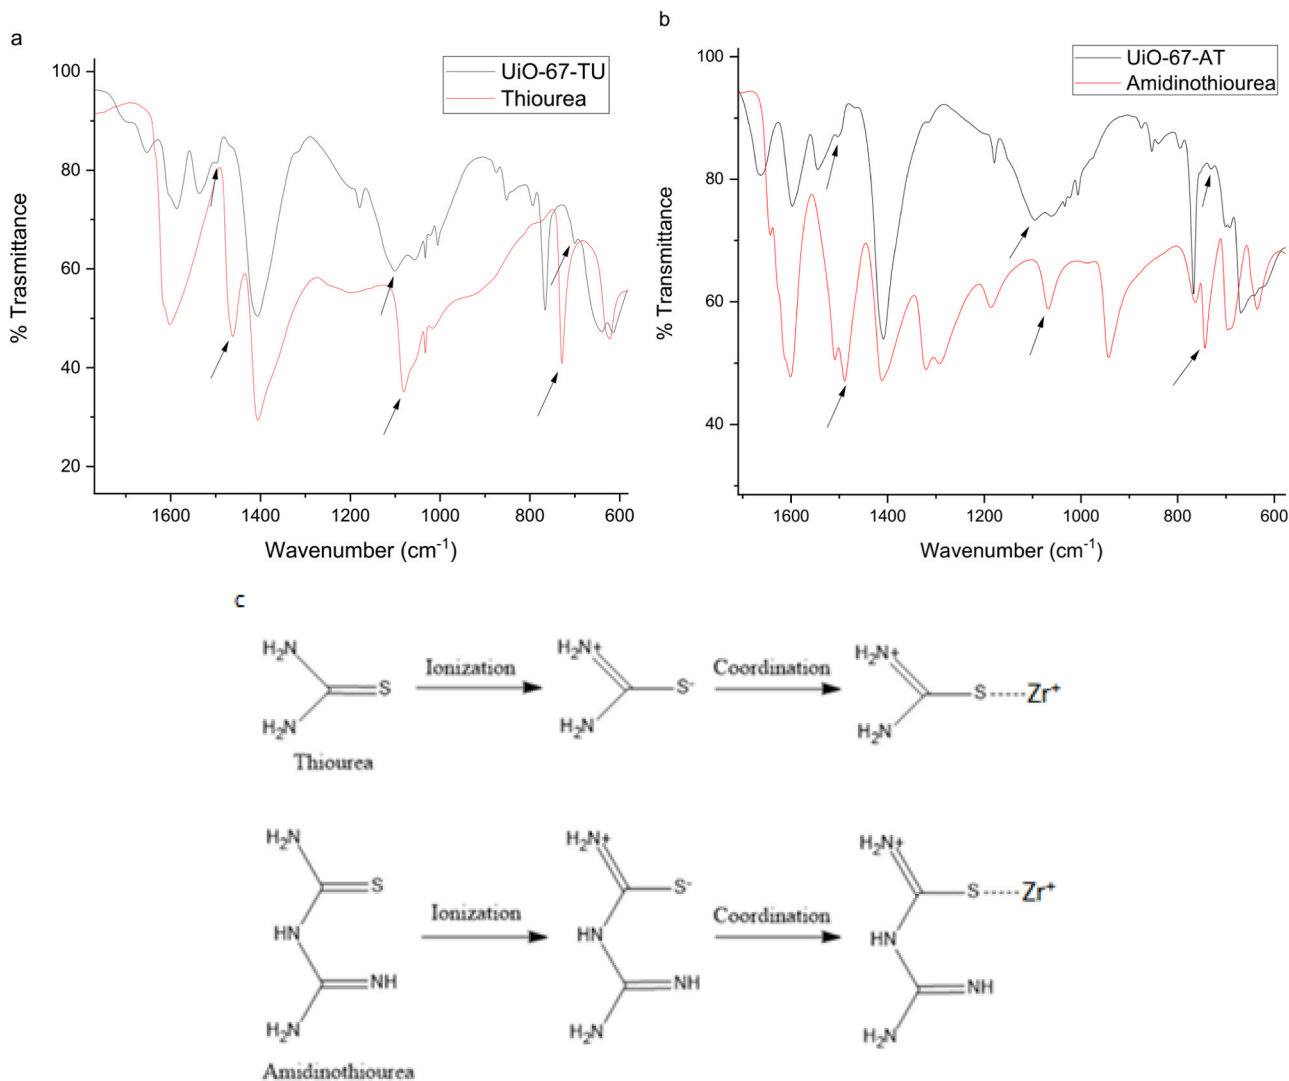 a
UiO-67-TU
Thiourea
% Trasmittance
100
80
60
40
20
1600 1400 1200 1000 800 600
Wavenumber (cm⁻¹)
b
UiO-67-AT
Amidinothiourea
% Transmittance
100
80
60
40
1600 1400 1200 1000 800 600
Wavenumber (cm⁻¹)
c
H₂N S H₂N
Thiourea
Ionization
H₂N+ S⁻ H₂N
Coordination
H₂N+ S Zr⁺ H₂N
H₂N S HN NH H₂N
Amidinothiourea
Ionization
H₂N+ S⁻ HN NH H₂N
Coordination
H₂N+ S Zr⁺ HN NH H₂N